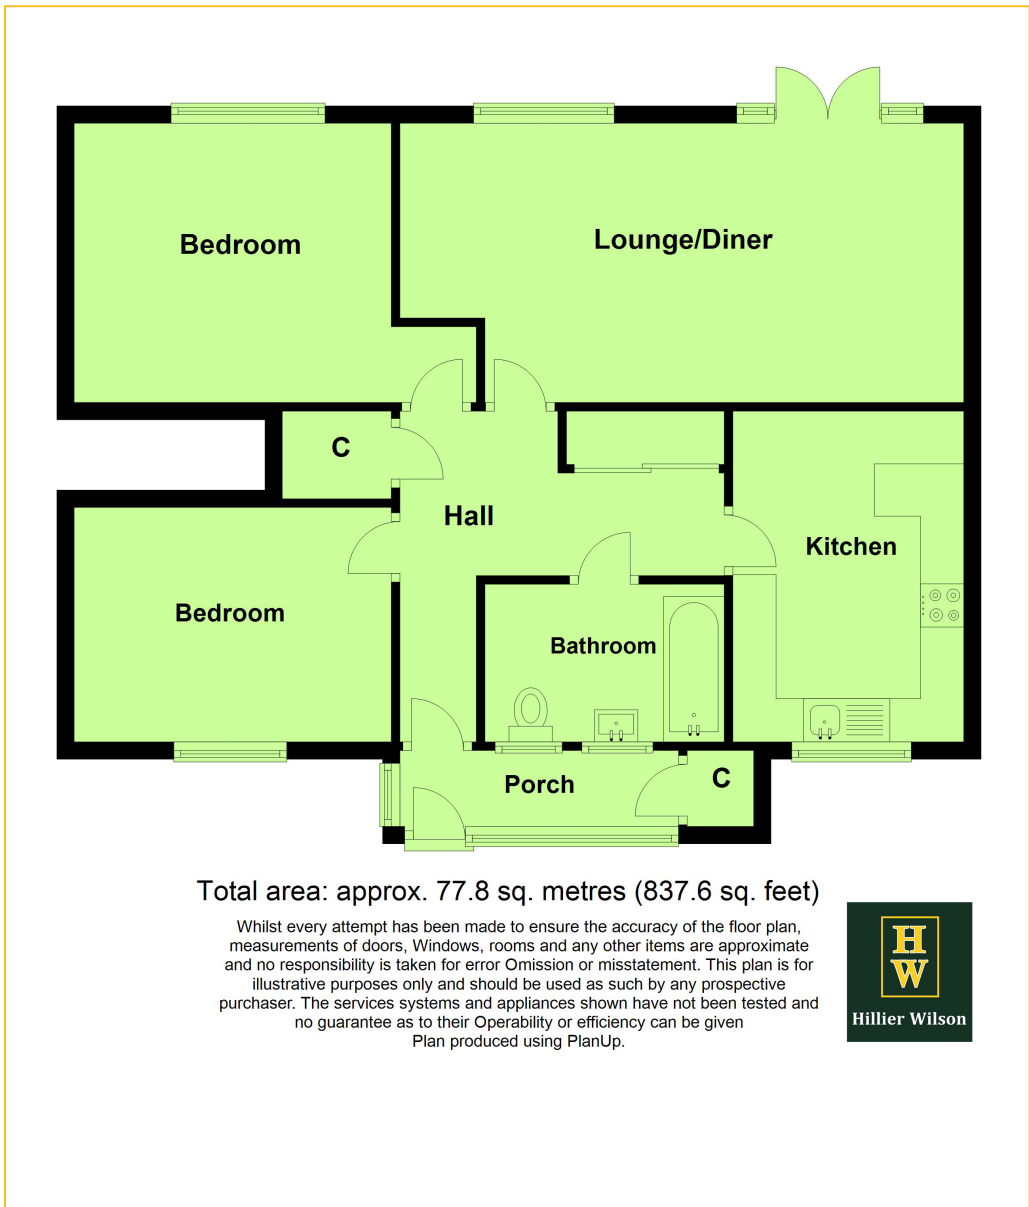 Bedroom
Lounge/Diner
C
Hall
Kitchen
Bedroom
Bathroom
Porch
C
Total area: approx. 77.8 sq. metres (837.6 sq. feet)
Whilst every attempt has been made to ensure the accuracy of the floor plan,
measurements of doors, Windows, rooms and any other items are approximate
and no responsibility is taken for error Omission or misstatement. This plan is for
illustrative purposes only and should be used as such by any prospective
purchaser. The services systems and appliances shown have not been tested and
no guarantee as to their Operability or efficiency can be given
Plan produced using PlanUp.
H
W
Hillier Wilson